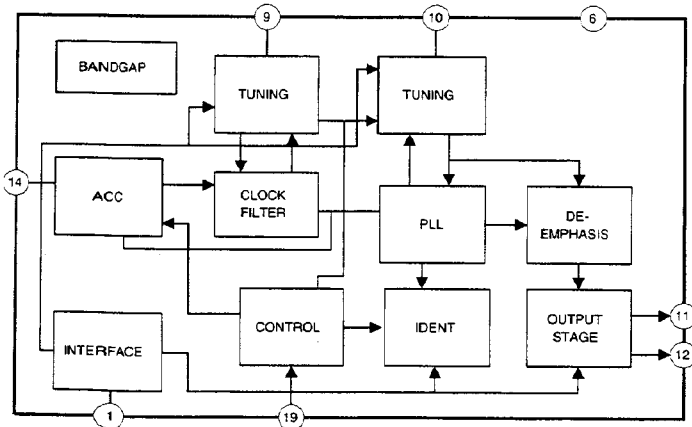 9
10
6
BANDGAP
TUNING
TUNING
14
ACC
CLOCK
FILTER
PLL
DE-
EMPHASIS
INTERFACE
CONTROL
IDENT
OUTPUT
STAGE
11
12
1
19